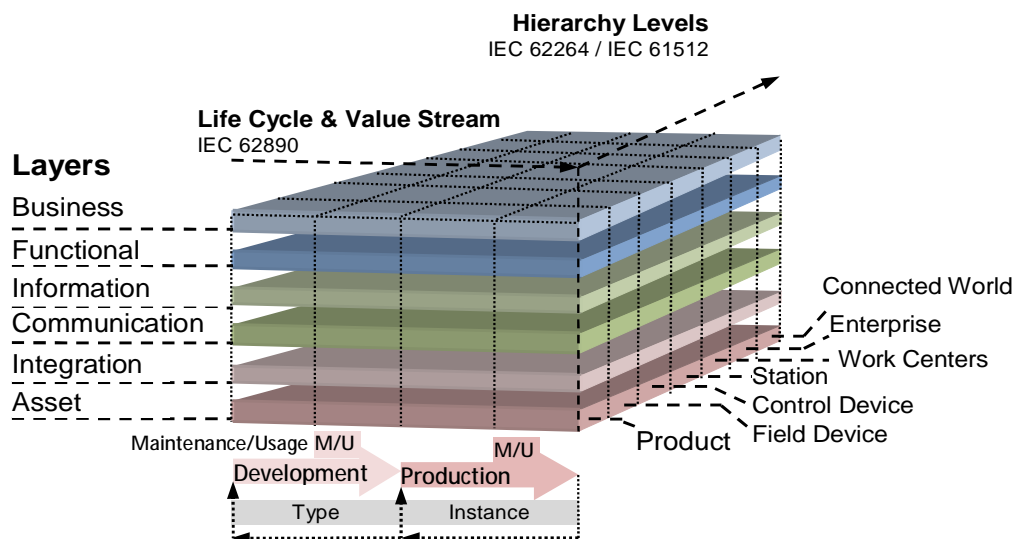 Hierarchy Levels
IEC 62264 / IEC 61512
Life Cycle & Value Stream
IEC 62890
Layers
Business
Functional
Information
Communication
Integration
Asset
Connected World
Enterprise
Work Centers
Station
Control Device
Field Device
Product
Maintenance/Usage M/U
M/U
Development
Production
Type
Instance